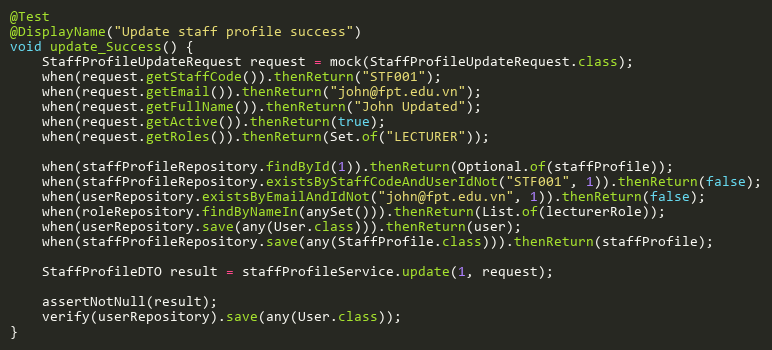 @Test
@DisplayName("Update staff profile success")
void update_Success() {
    StaffProfileUpdateRequest request = mock(StaffProfileUpdateRequest.class);
    when(request.getStaffCode()).thenReturn("STF001");
    when(request.getEmail()).thenReturn("john@fpt.edu.vn");
    when(request.getFullName()).thenReturn("John Updated");
    when(request.getActive()).thenReturn(true);
    when(request.getRoles()).thenReturn(Set.of("LECTURER"));

    when(staffProfileRepository.findById(1)).thenReturn(Optional.of(staffProfile));
    when(staffProfileRepository.existsByStaffCodeAndUserIdNot("STF001", 1)).thenReturn(false);
    when(userRepository.existsByEmailAndIdNot("john@fpt.edu.vn", 1)).thenReturn(false);
    when(roleRepository.findByNameIn(anySet())).thenReturn(List.of(lecturerRole));
    when(userRepository.save(any(User.class))).thenReturn(user);
    when(staffProfileRepository.save(any(StaffProfile.class))).thenReturn(staffProfile);

    StaffProfileDTO result = staffProfileService.update(1, request);

    assertNotNull(result);
    verify(userRepository).save(any(User.class));
}